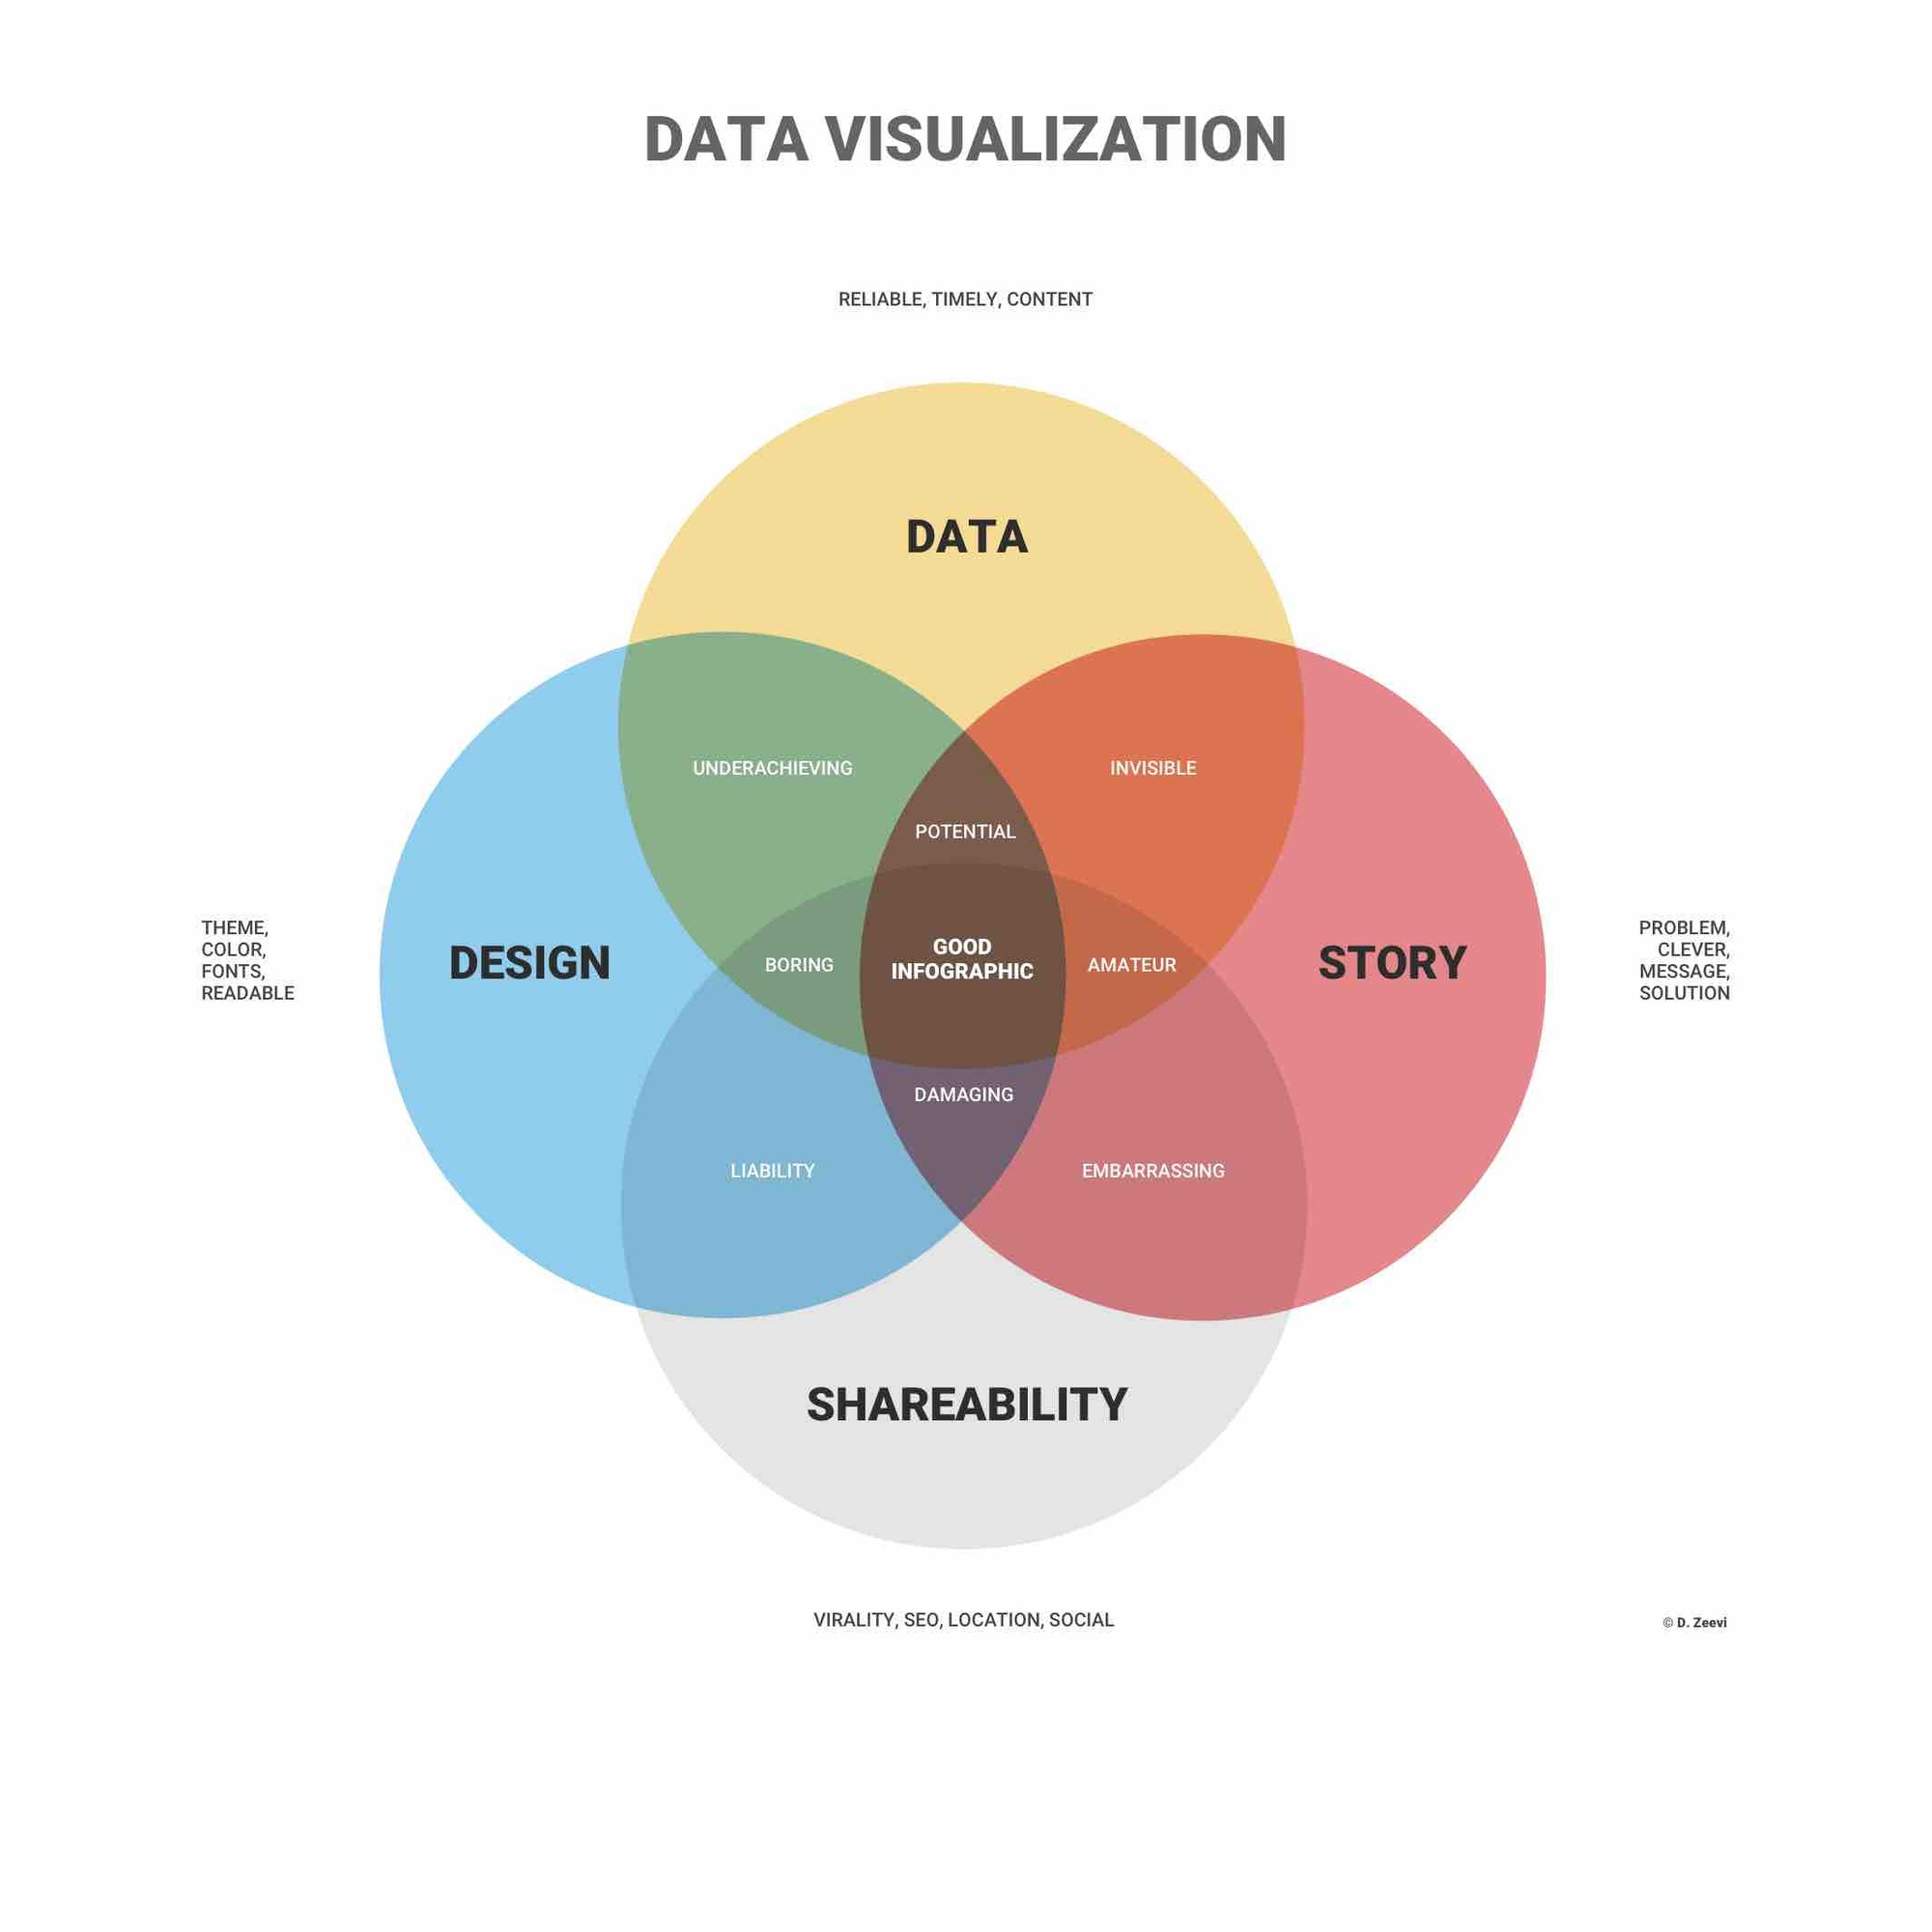 DATA VISUALIZATION
RELIABLE, TIMELY, CONTENT
DATA
UNDERACHIEVING
INVISIBLE
POTENTIAL
THEME,
COLOR,
FONTS,
READABLE
DESIGN
BORING
GOOD
INFOGRAPHIC
AMATEUR
STORY
PROBLEM,
CLEVER,
MESSAGE,
SOLUTION
DAMAGING
LIABILITY
EMBARRASSING
SHAREABILITY
VIRALITY, SEO, LOCATION, SOCIAL
© D. Zeevi